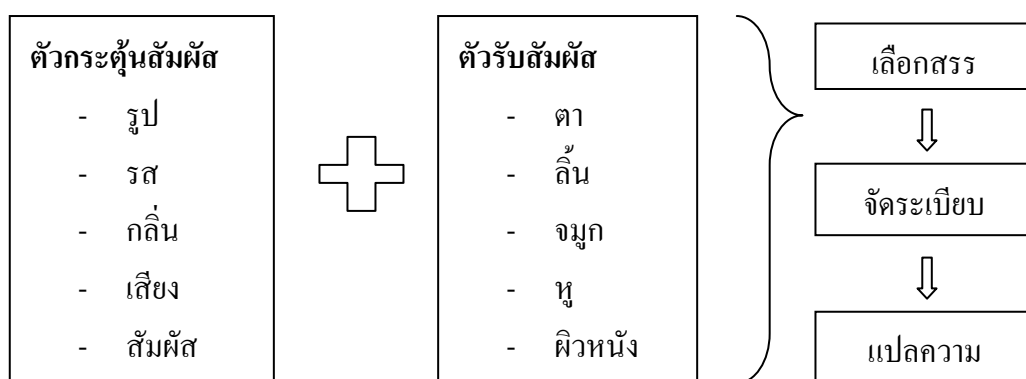 ตัวกระตุ้นสัมผัส
- รูป
- รส
- กลิ่น
- เสียง
- สัมผัส
ตัวรับสัมผัส
- ตา
- ลิ้น
- จมูก
- หู
- ผิวหนัง
เลือกสรร
จัดระเบียบ
แปลความ